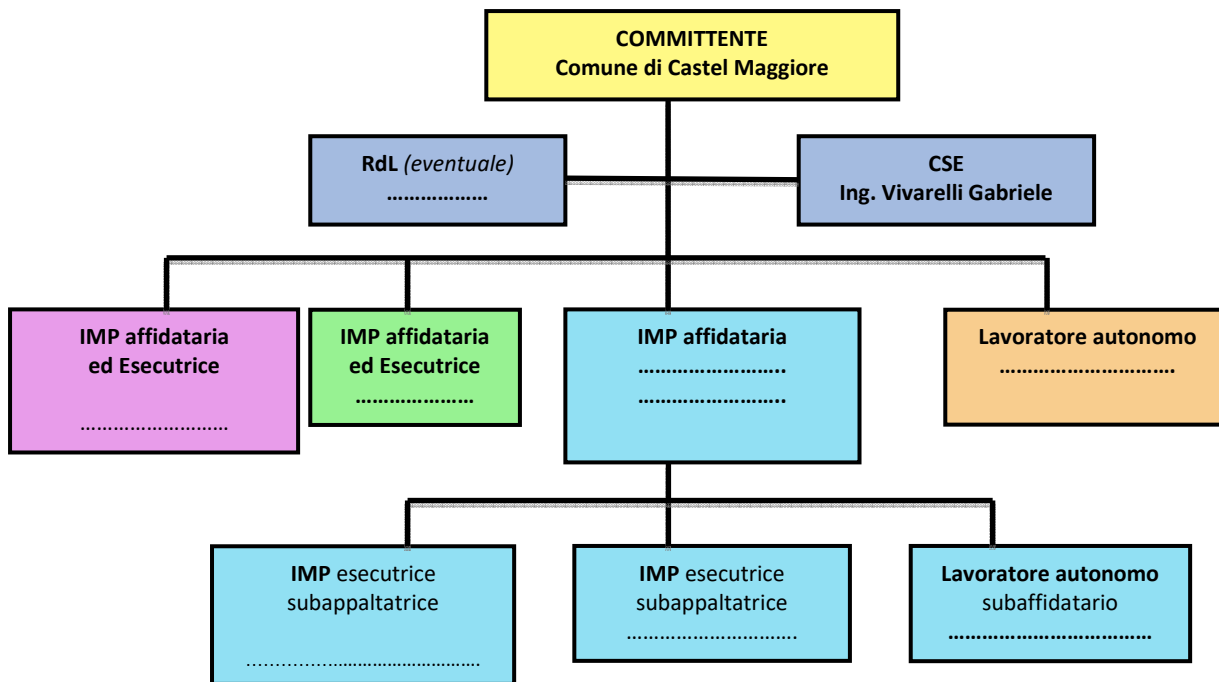 COMMITTENTE
Comune di Castel Maggiore
RdL (eventuale)
………………
CSE
Ing. Vivarelli Gabriele
IMP affidataria
ed Esecutrice
………………………
IMP affidataria
ed Esecutrice
…………………
IMP affidataria
……………………..
……………………..
Lavoratore autonomo
………………………….
IMP esecutrice
subappaltatrice
…………………………………….
IMP esecutrice
subappaltatrice
………………………….
Lavoratore autonomo
subaffidatario
………………………………